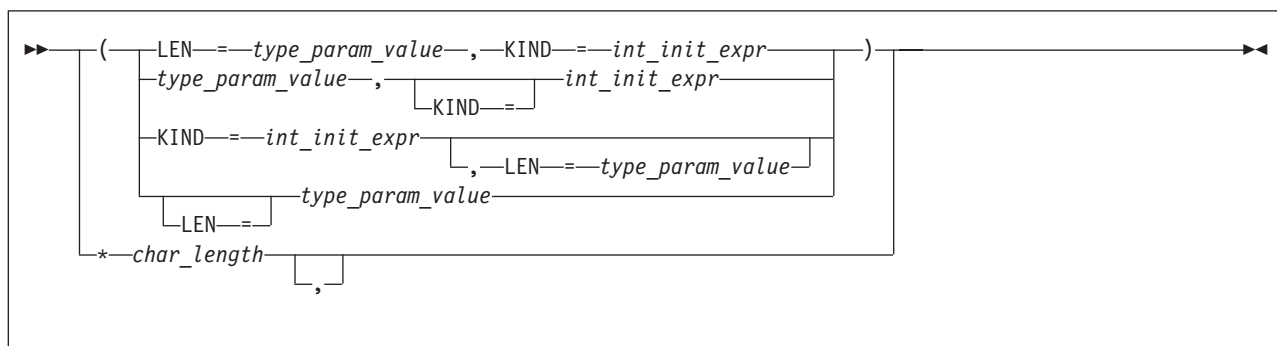 ( LEN = type_param_value , KIND = int_init_expr )
type_param_value , int_init_expr
KIND =
KIND = int_init_expr
, LEN = type_param_value
type_param_value
LEN =
* char_length
,